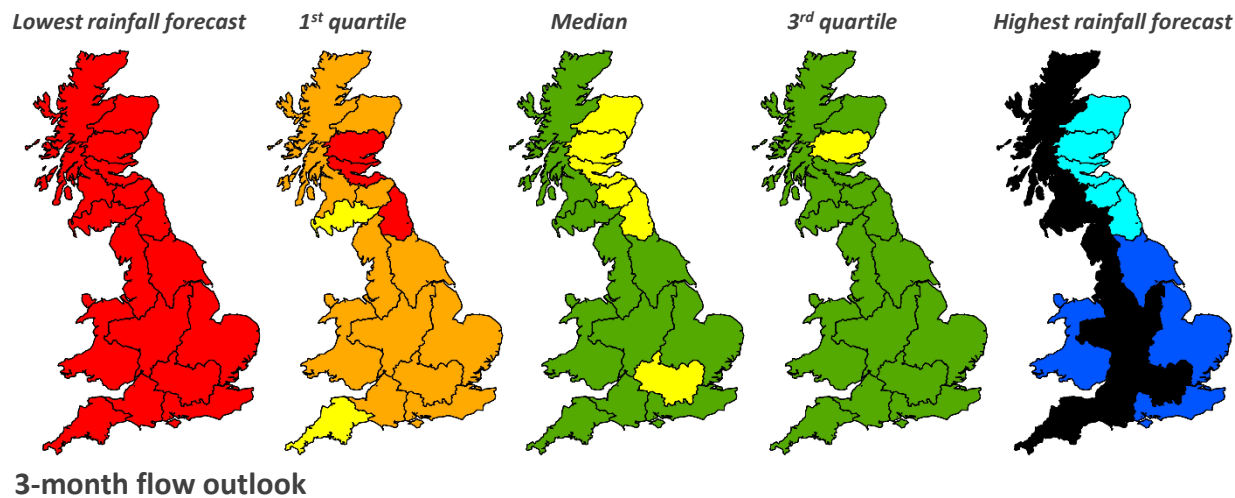 Lowest rainfall forecast
1st quartile
Median
3rd quartile
Highest rainfall forecast
3-month flow outlook